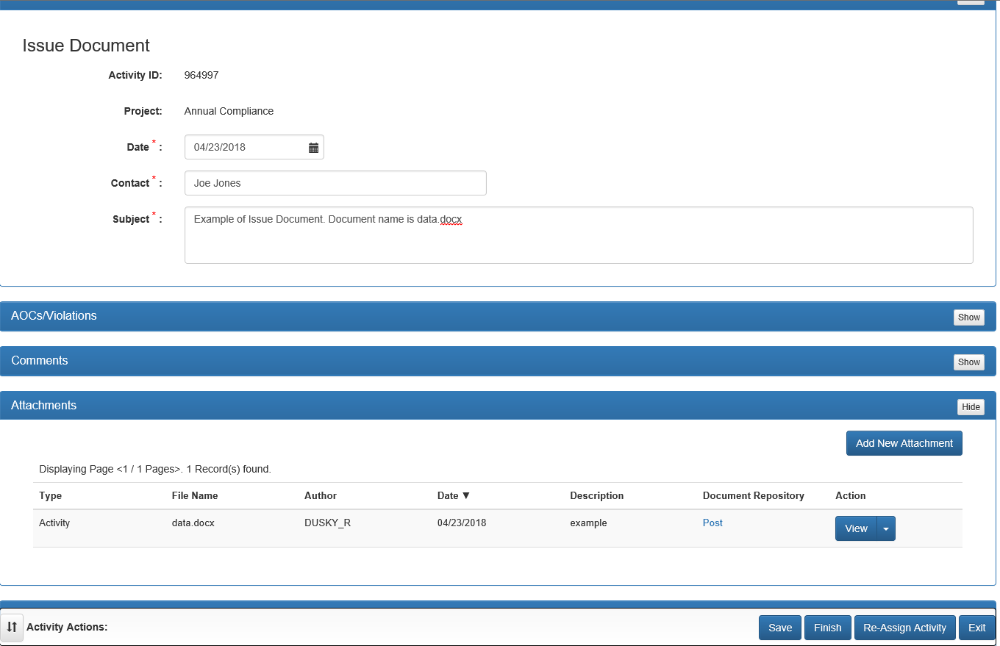 Issue Document
Activity ID: 964997
Project: Annual Compliance
Date * : 04/23/2018
Contact * : Joe Jones
Subject * : Example of Issue Document. Document name is data.docx
AOCs/Violations Show
Comments Show
Attachments Hide
Add New Attachment
Displaying Page <1 / 1 Pages>. 1 Record(s) found.
Type File Name Author Date ▼ Description Document Repository Action
Activity data.docx DUSKY_R 04/23/2018 example Post View
Activity Actions: Save Finish Re-Assign Activity Exit